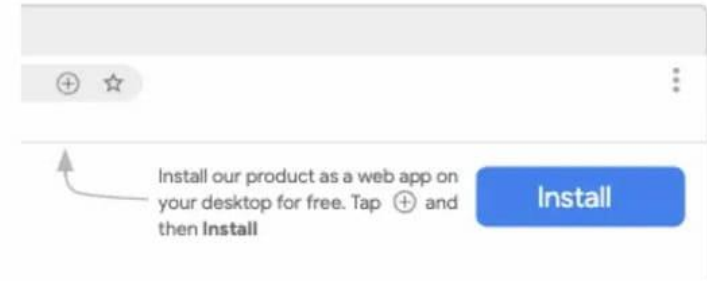 Install our product as a web app on
your desktop for free. Tap ⊕ and
then Install
Install